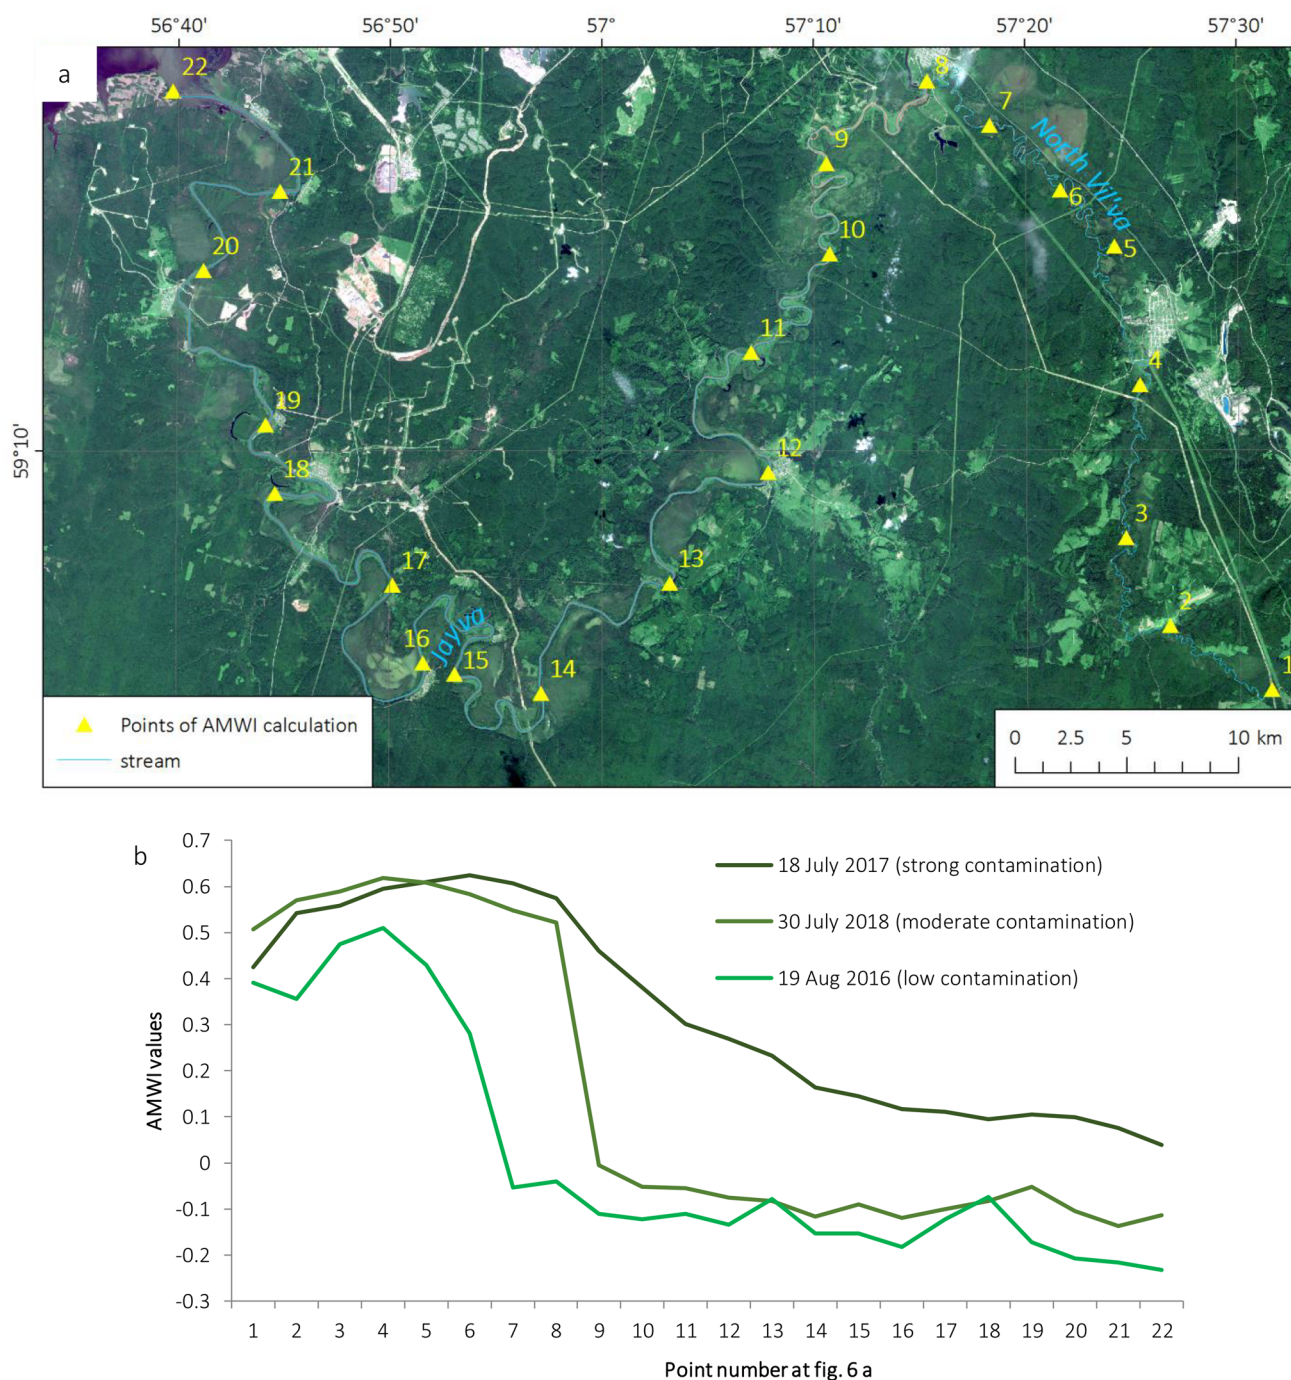 56°40' 56°50' 57° 57°10' 57°20' 57°30'
a
59°10'
22
21
20
19
18
17
16
15
14
13
12
11
10
9
8
7
6
5
4
3
2
1
North Vil'va
Jayva
Points of AMWI calculation
stream
0 2.5 5 10 km
b
AMWI values
0.7
0.6
0.5
0.4
0.3
0.2
0.1
0
-0.1
-0.2
-0.3
18 July 2017 (strong contamination)
30 July 2018 (moderate contamination)
19 Aug 2016 (low contamination)
1 2 3 4 5 6 7 8 9 10 11 12 13 14 15 16 17 18 19 20 21 22
Point number at fig. 6 a